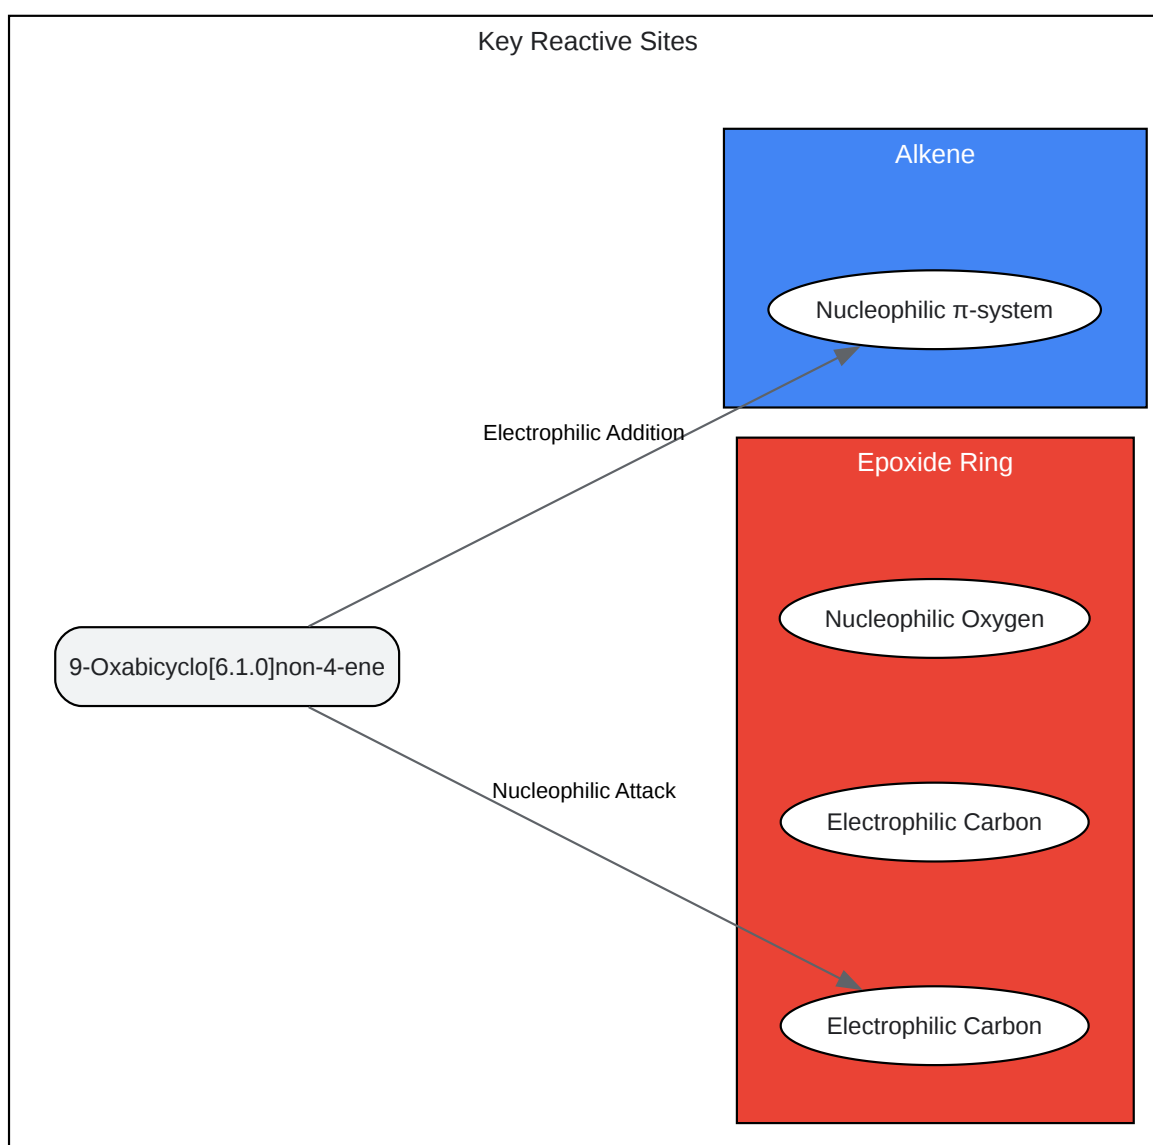 Key Reactive Sites
Alkene
Nucleophilic π-system
Electrophilic Addition
Epoxide Ring
Nucleophilic Oxygen
9-Oxabicyclo[6.1.0]non-4-ene
Nucleophilic Attack
Electrophilic Carbon
Electrophilic Carbon